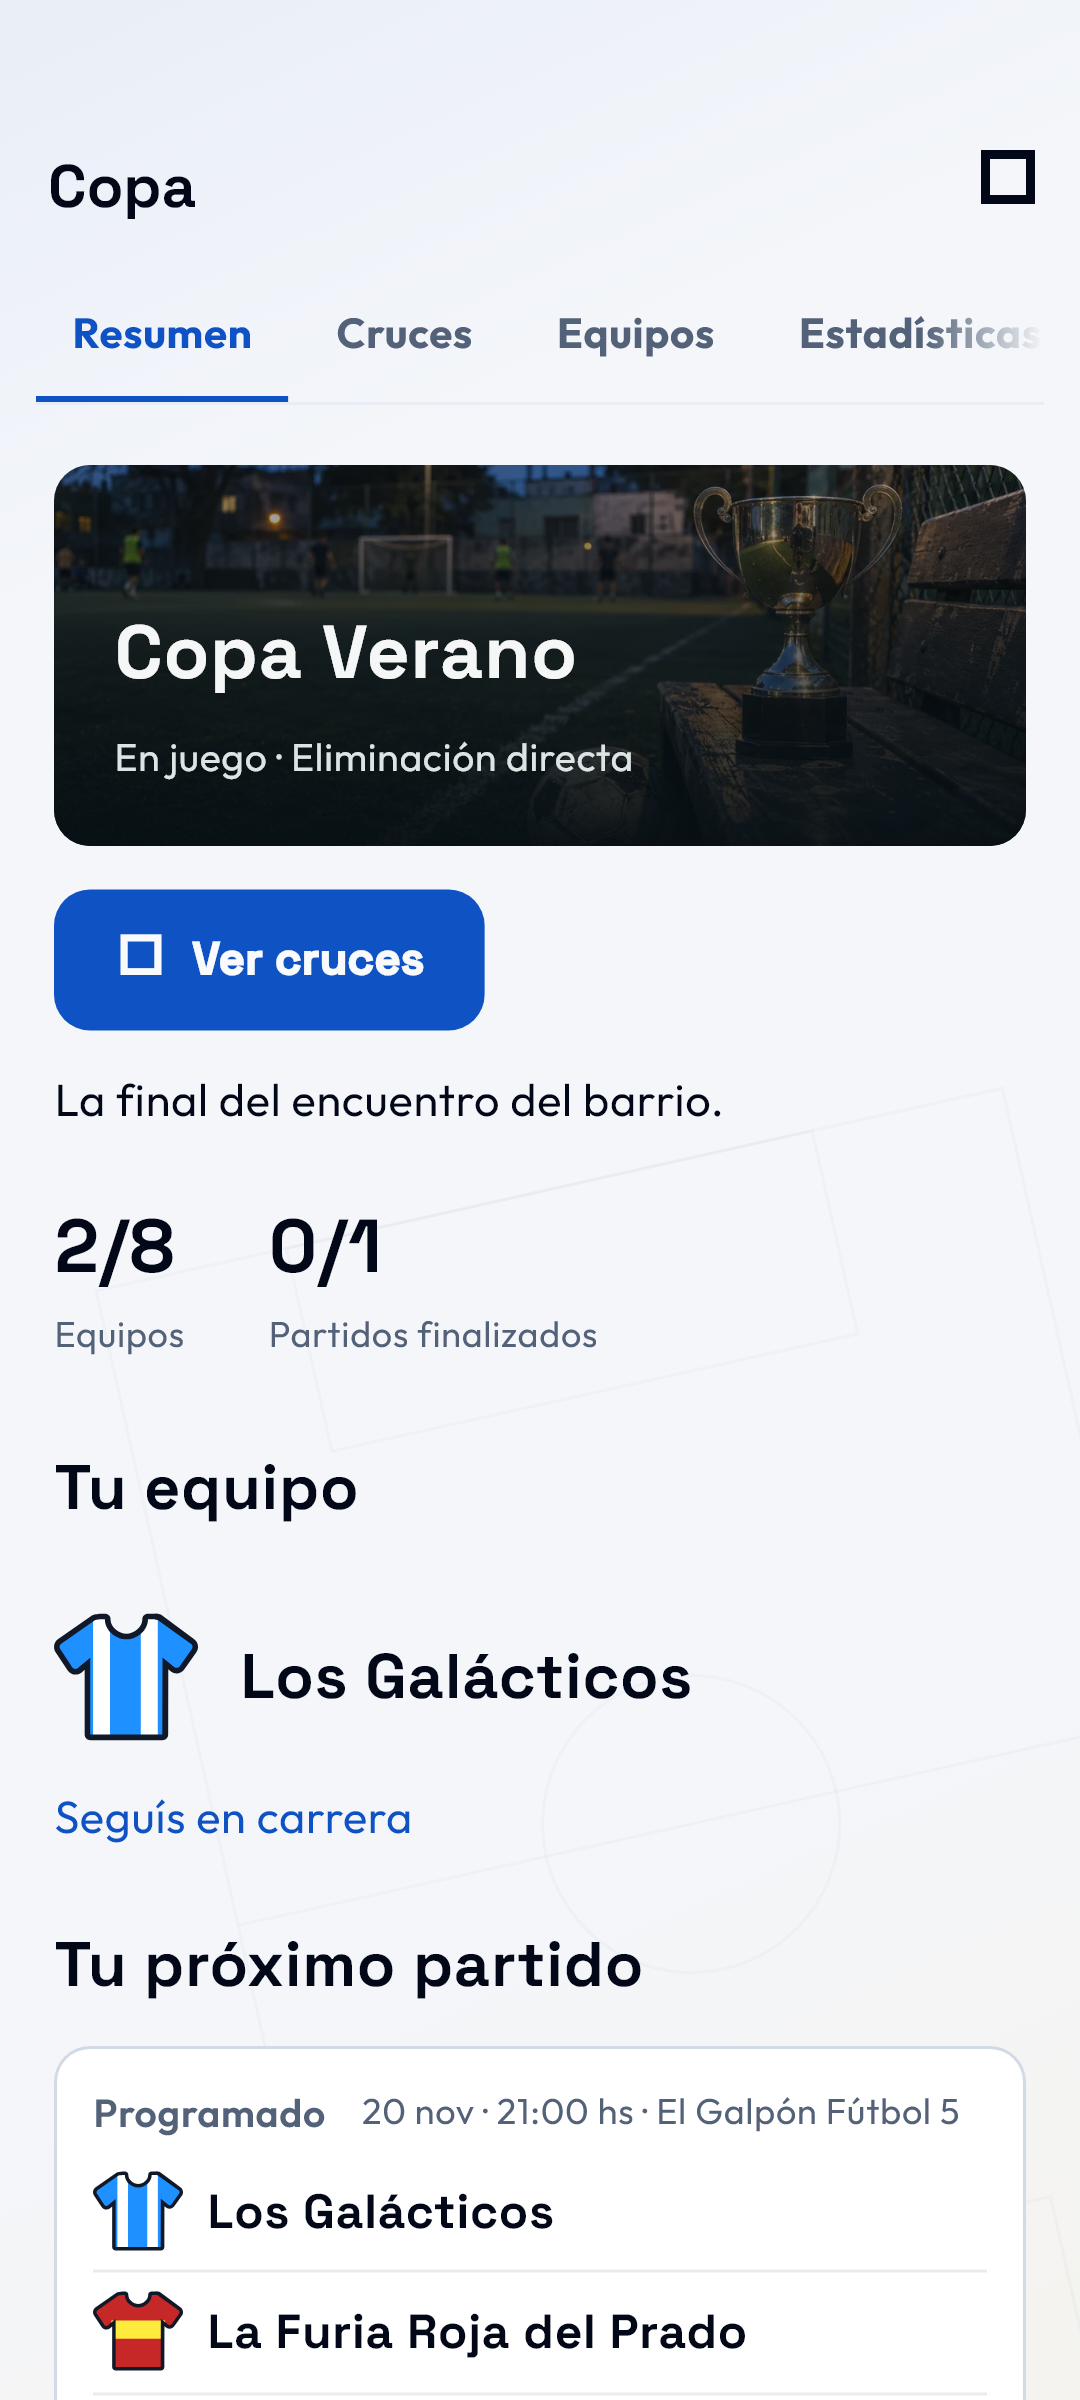 Copa
Resumen Cruces Equipos Estadísticas
Copa Verano
En juego · Eliminación directa
Ver cruces
La final del encuentro del barrio.
2/8 0/1
Equipos Partidos finalizados
Tu equipo
Los Galácticos
Seguís en carrera
Tu próximo partido
Programado 20 nov · 21:00 hs · El Galpón Fútbol 5
Los Galácticos
La Furia Roja del Prado